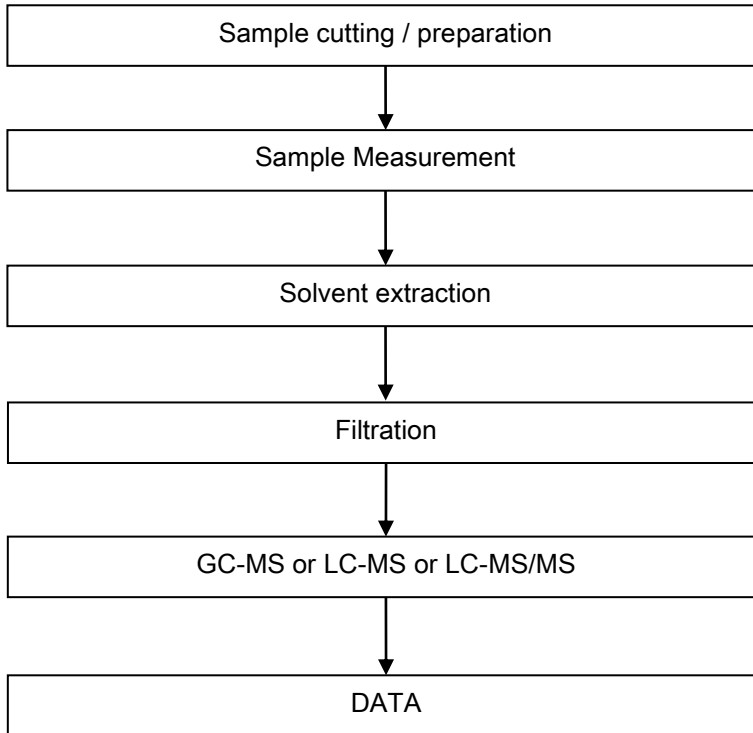 Sample cutting / preparation
Sample Measurement
Solvent extraction
Filtration
GC-MS or LC-MS or LC-MS/MS
DATA